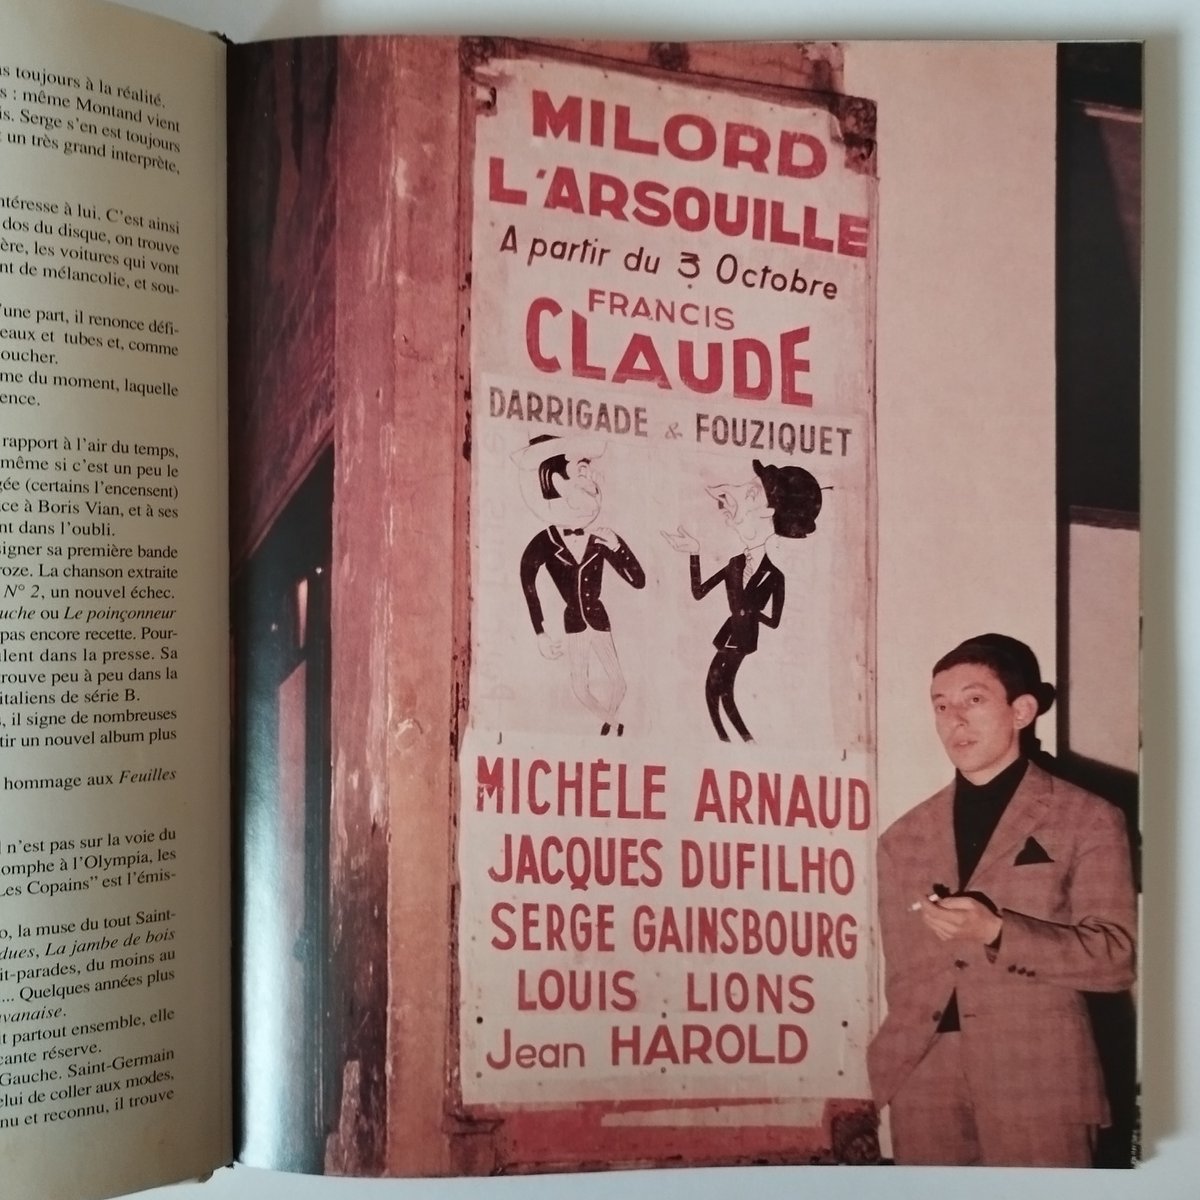 s toujours à la réalité.
s : même Montand vient
is. Serge s'en est toujours
t un très grand interprète,
ntéresse à lui. C'est ainsi
dos du disque, on trouve
ère, les voitures qui vont
nt de mélancolie, et sou-
'une part, il renonce défi-
eaux et tubes et, comme
oucher.
me du moment, laquelle
ence.
rapport à l'air du temps,
même si c'est un peu le
gée (certains l'encensent)
ce à Boris Vian, et à ses
nt dans l'oubli.
signer sa première bande
roze. La chanson extraite
N° 2, un nouvel échec.
uche ou Le poinçonneur
pas encore recette. Pour-
ulent dans la presse. Sa
rouve peu à peu dans la
italiens de série B.
, il signe de nombreuses
tir un nouvel album plus
hommage aux Feuilles
l n'est pas sur la voie du
omphe à l'Olympia, les
Les Copains" est l'émis-
o, la muse du tout Saint-
dues, La jambe de bois
it-parades, du moins au
... Quelques années plus
avanaise.
t partout ensemble, elle
cante réserve.
Gauche. Saint-Germain
elui de coller aux modes,
nu et reconnu, il trouve
MILORD
L'ARSOUILLE
A partir du 3 Octobre
FRANCIS
CLAUDE
DARRIGADE & FOUZIQUET
MICHÈLE ARNAUD
JACQUES DUFILHO
SERGE GAINSBOURG
LOUIS LIONS
Jean HAROLD